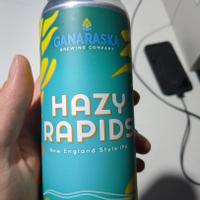 GANARASKA
BREWING COMPANY
HAZY
RAPIDS
New England Style IPA